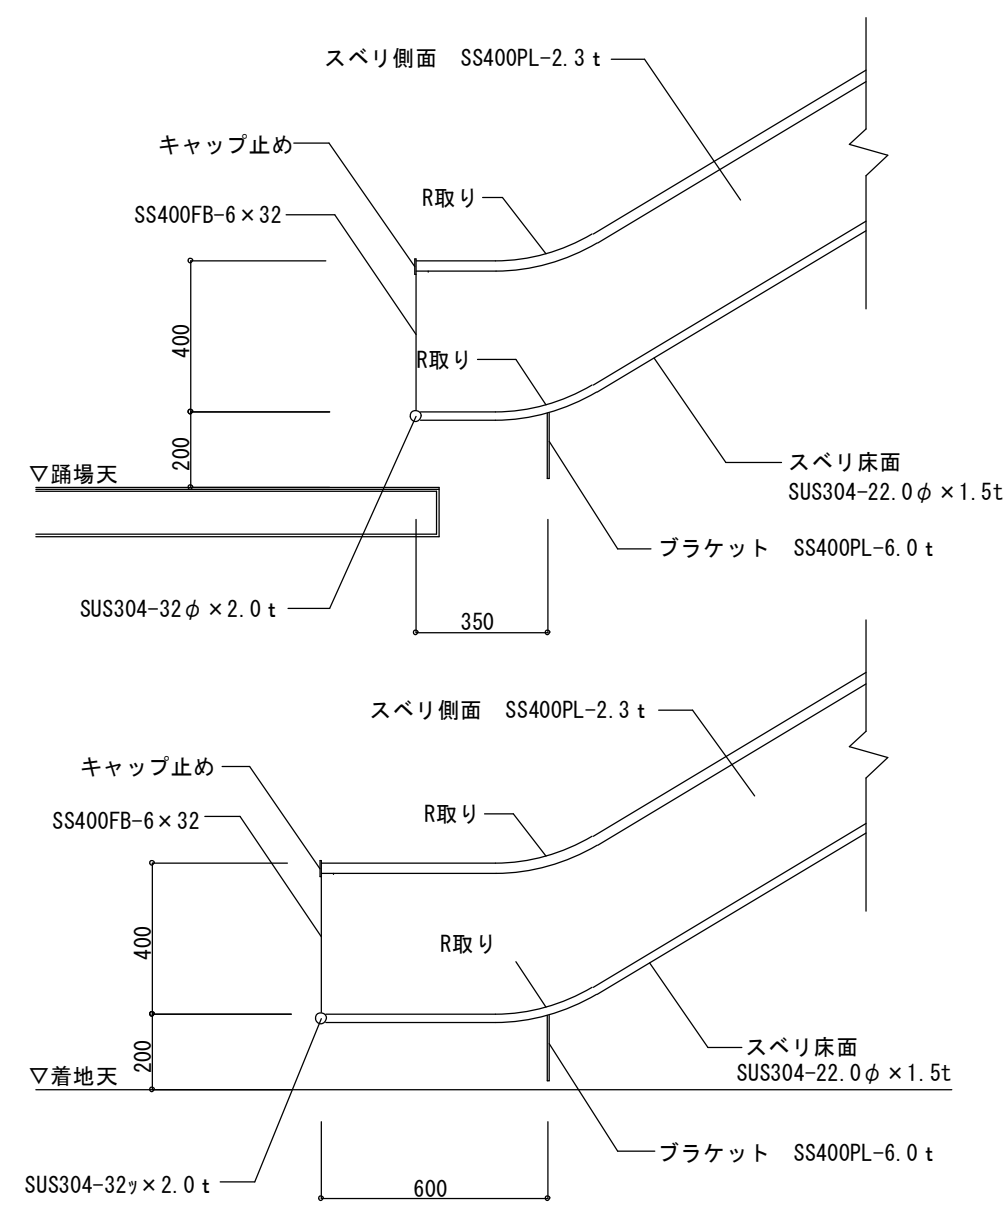 スベリ側面　SS400PL-2.3ｔ
キャップ止め
R取り
SS400FB-6×32
400
R取り
200
▽踊場天
スベリ床面
SUS304-22.0φ×1.5t
ブラケット　SS400PL-6.0ｔ
SUS304-32φ×2.0ｔ
350
スベリ側面　SS400PL-2.3ｔ
キャップ止め
R取り
SS400FB-6×32
400
R取り
200
スベリ床面
▽着地天
SUS304-22.0φ×1.5t
ブラケット　SS400PL-6.0ｔ
SUS304-32ｯ×2.0ｔ
600